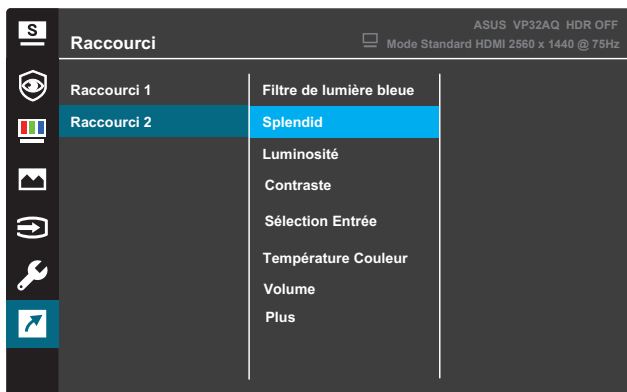 S
ASUS VP32AQ HDR OFF
Raccourci
Mode Standard HDMI 2560 x 1440 @ 75Hz
Raccourci 1
Raccourci 2
Filtre de lumière bleue
Splendid
Luminosité
Contraste
Sélection Entrée
Température Couleur
Volume
Plus